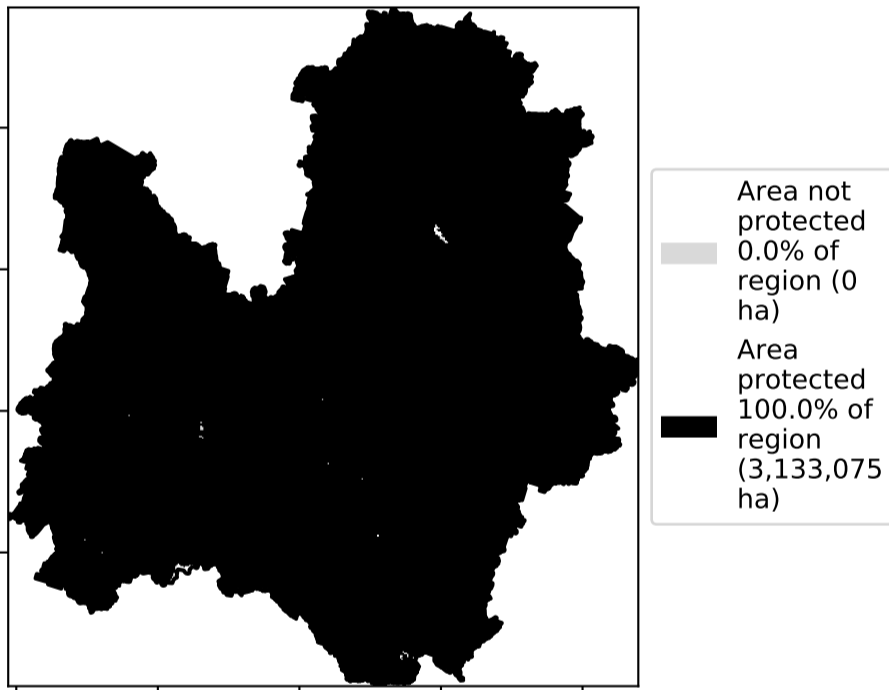 Area not
protected
0.0% of
region (0
ha)
Area
protected
100.0% of
region
(3,133,075
ha)